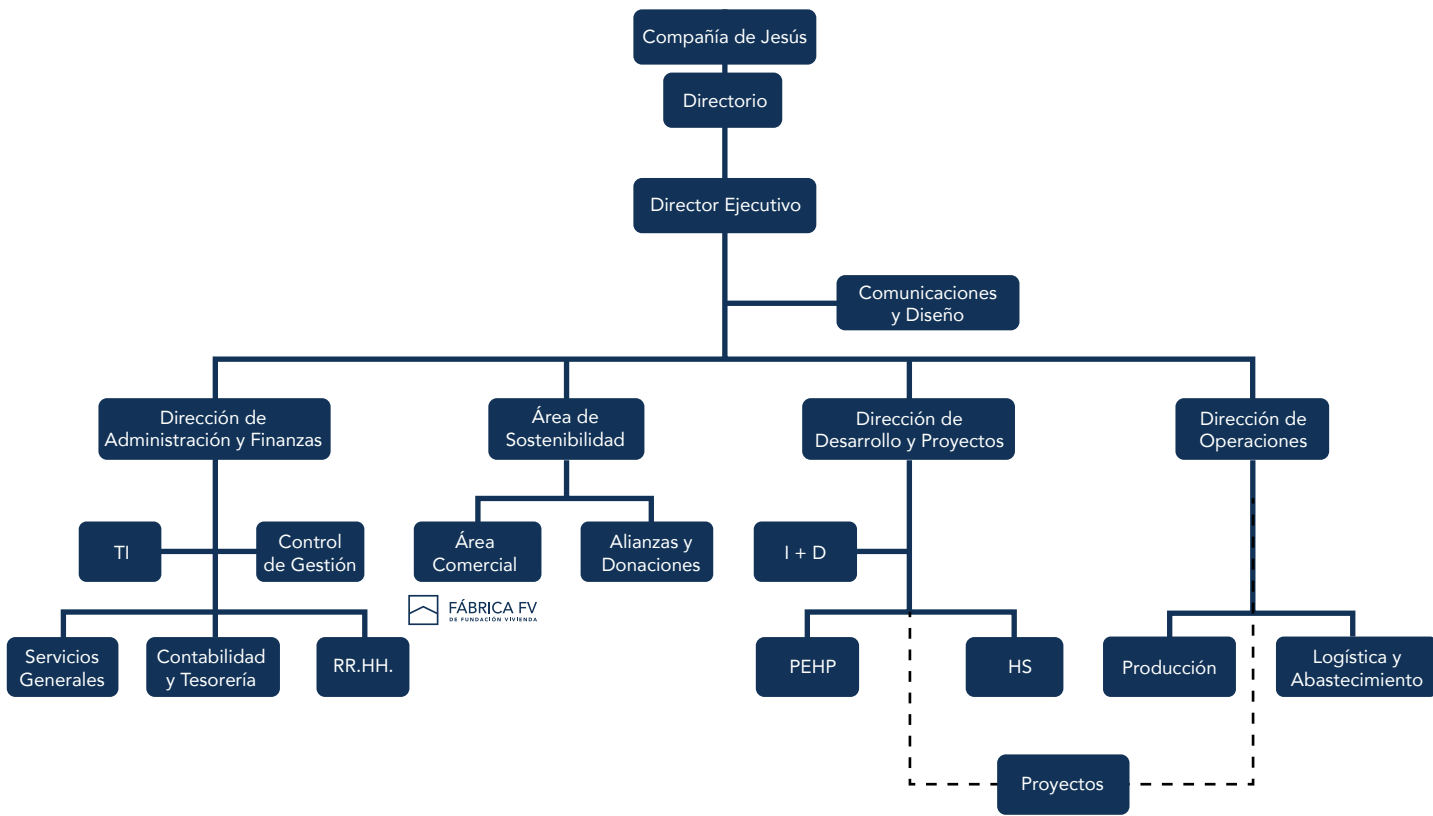 Compañía de Jesús
Directorio
Director Ejecutivo
Comunicaciones
y Diseño
Dirección de
Administración y Finanzas
Área de
Sostenibilidad
Dirección de
Desarrollo y Proyectos
Dirección de
Operaciones
TI
Control
de Gestión
Área
Comercial
Alianzas y
Donaciones
I + D
FÁBRICA FV
DE FUNDACIÓN VIVIENDA
Servicios
Generales
Contabilidad
y Tesorería
RR.HH.
PEHP
HS
Producción
Logística y
Abastecimiento
Proyectos